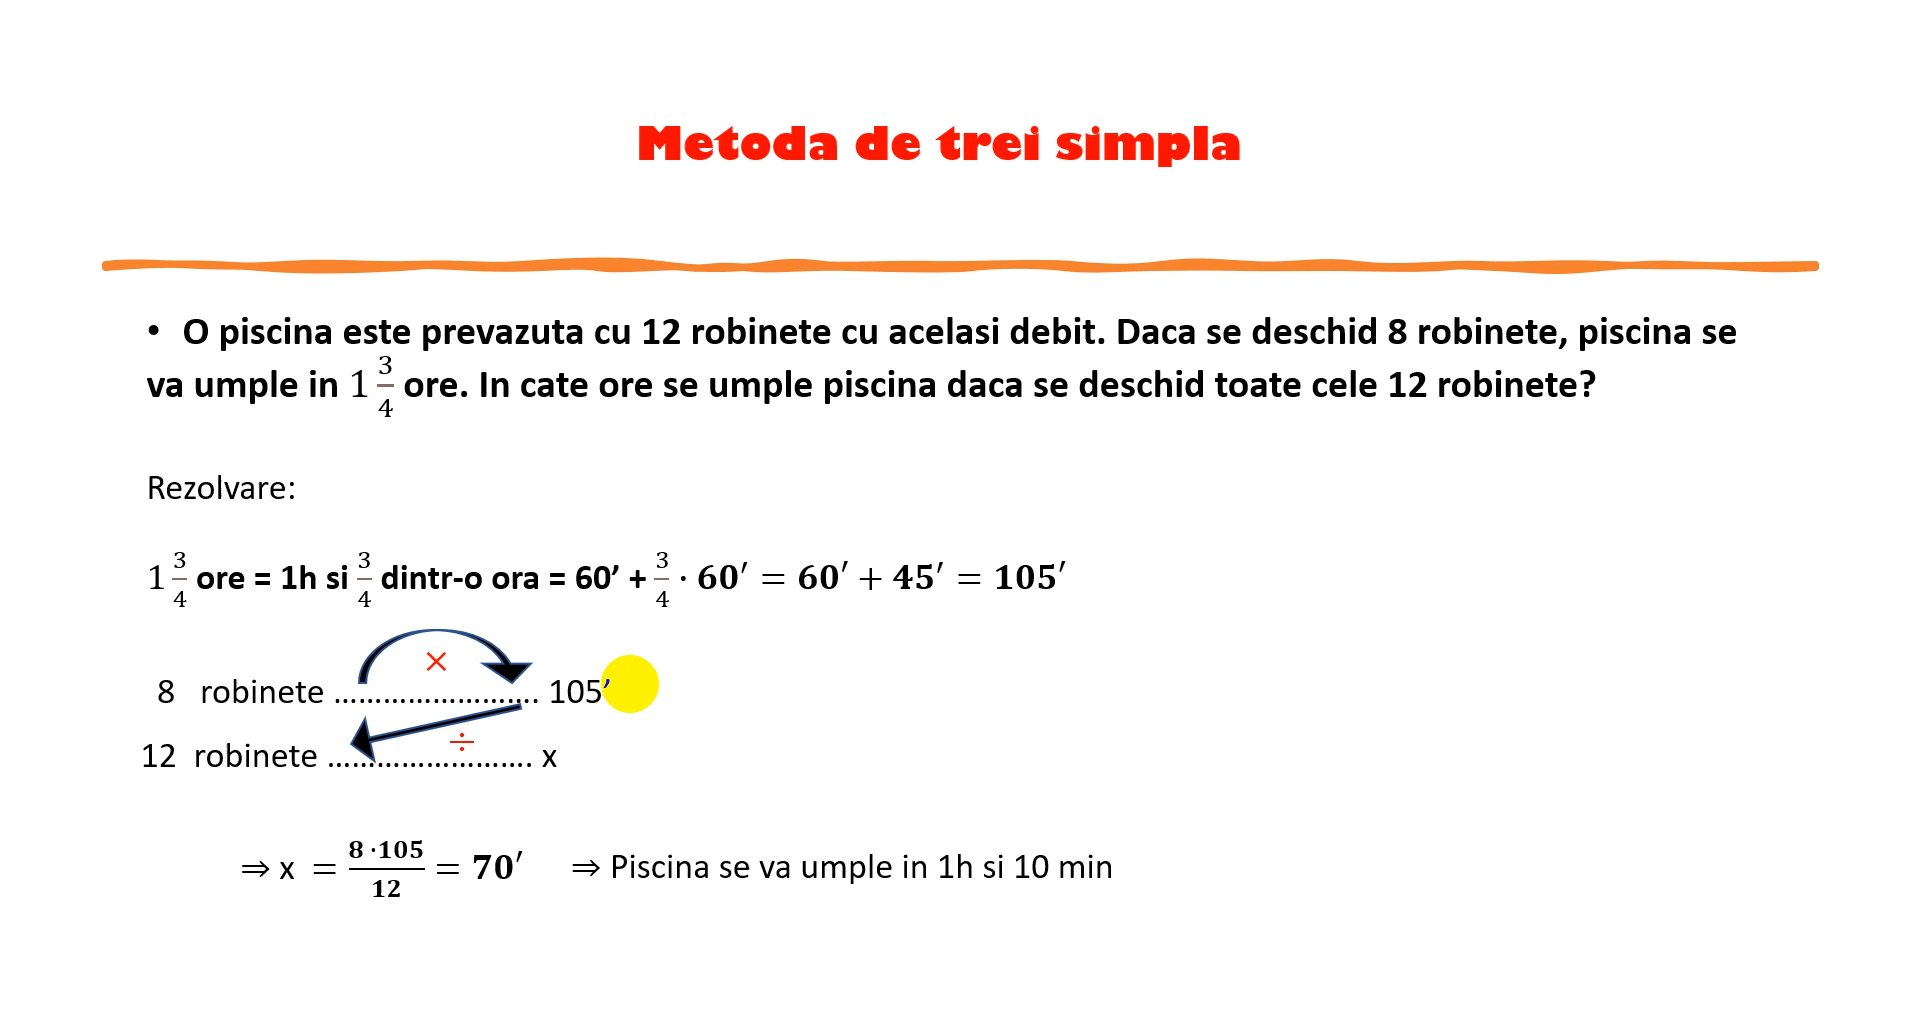 Metoda de trei simpla
• O piscina este prevazuta cu 12 robinete cu acelasi debit. Daca se deschid 8 robinete, piscina se
va umple in 1 3/4 ore. In cate ore se umple piscina daca se deschid toate cele 12 robinete?
Rezolvare:
1 3/4 ore = 1h si 3/4 dintr-o ora = 60’ + 3/4 · 60′ = 60′ + 45′ = 105′
×
8 robinete ......................... 105’
÷
12 robinete ......................... x
⇒ x = 8 ·105/12 = 70′ ⇒ Piscina se va umple in 1h si 10 min